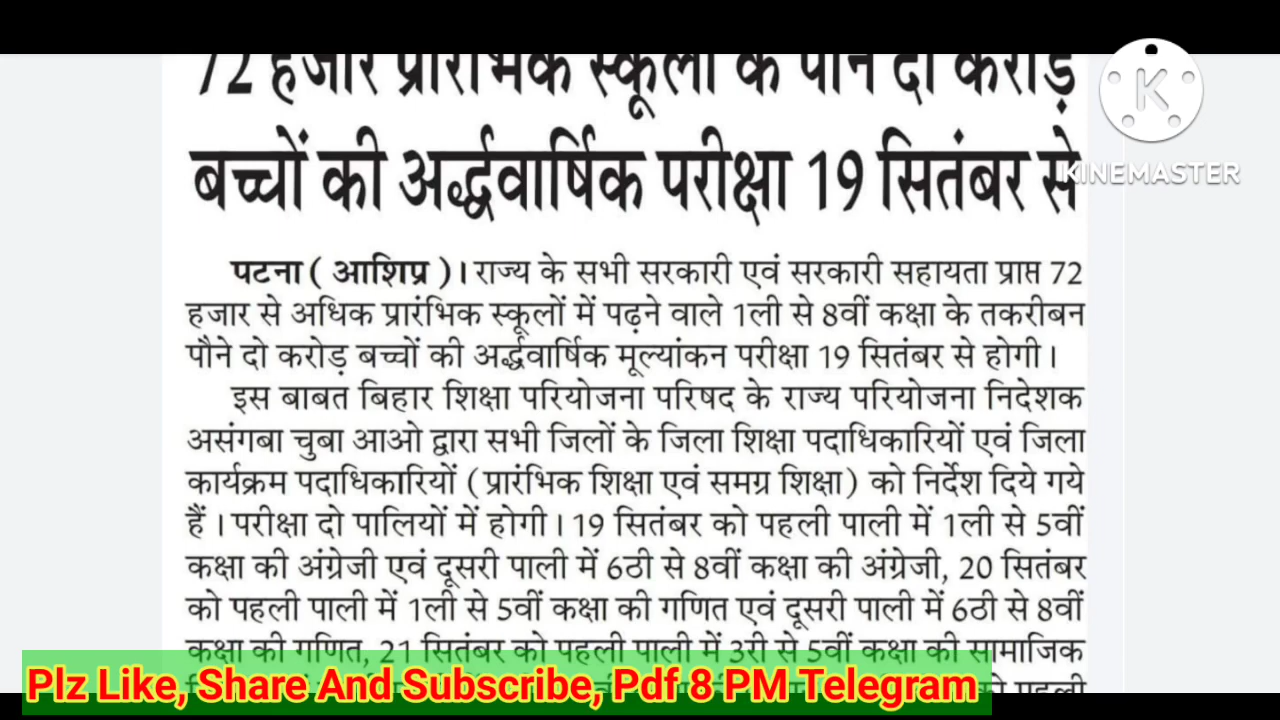 72 हजार प्रारंभिक स्कूलों के पौने दो करोड़
बच्चों की अर्द्धवार्षिक परीक्षा 19 सितंबर से
K
KINEMASTER
पटना ( आशिप्र )। राज्य के सभी सरकारी एवं सरकारी सहायता प्राप्त 72
हजार से अधिक प्रारंभिक स्कूलों में पढ़ने वाले 1ली से 8वीं कक्षा के तकरीबन
पौने दो करोड़ बच्चों की अर्द्धवार्षिक मूल्यांकन परीक्षा 19 सितंबर से होगी।
इस बाबत बिहार शिक्षा परियोजना परिषद के राज्य परियोजना निदेशक
असंगबा चुबा आओ द्वारा सभी जिलों के जिला शिक्षा पदाधिकारियों एवं जिला
कार्यक्रम पदाधिकारियों (प्रारंभिक शिक्षा एवं समग्र शिक्षा) को निर्देश दिये गये
हैं । परीक्षा दो पालियों में होगी। 19 सितंबर को पहली पाली में 1ली से 5वीं
कक्षा की अंग्रेजी एवं दूसरी पाली में 6ठी से 8वीं कक्षा की अंग्रेजी, 20 सितंबर
को पहली पाली में 1ली से 5वीं कक्षा की गणित एवं दूसरी पाली में 6ठी से 8वीं
कक्षा की गणित, 21 सितंबर को पहली पाली में 3री से 5वीं कक्षा की सामाजिक
को पहली
Plz Like, Share And Subscribe, Pdf 8 PM Telegram